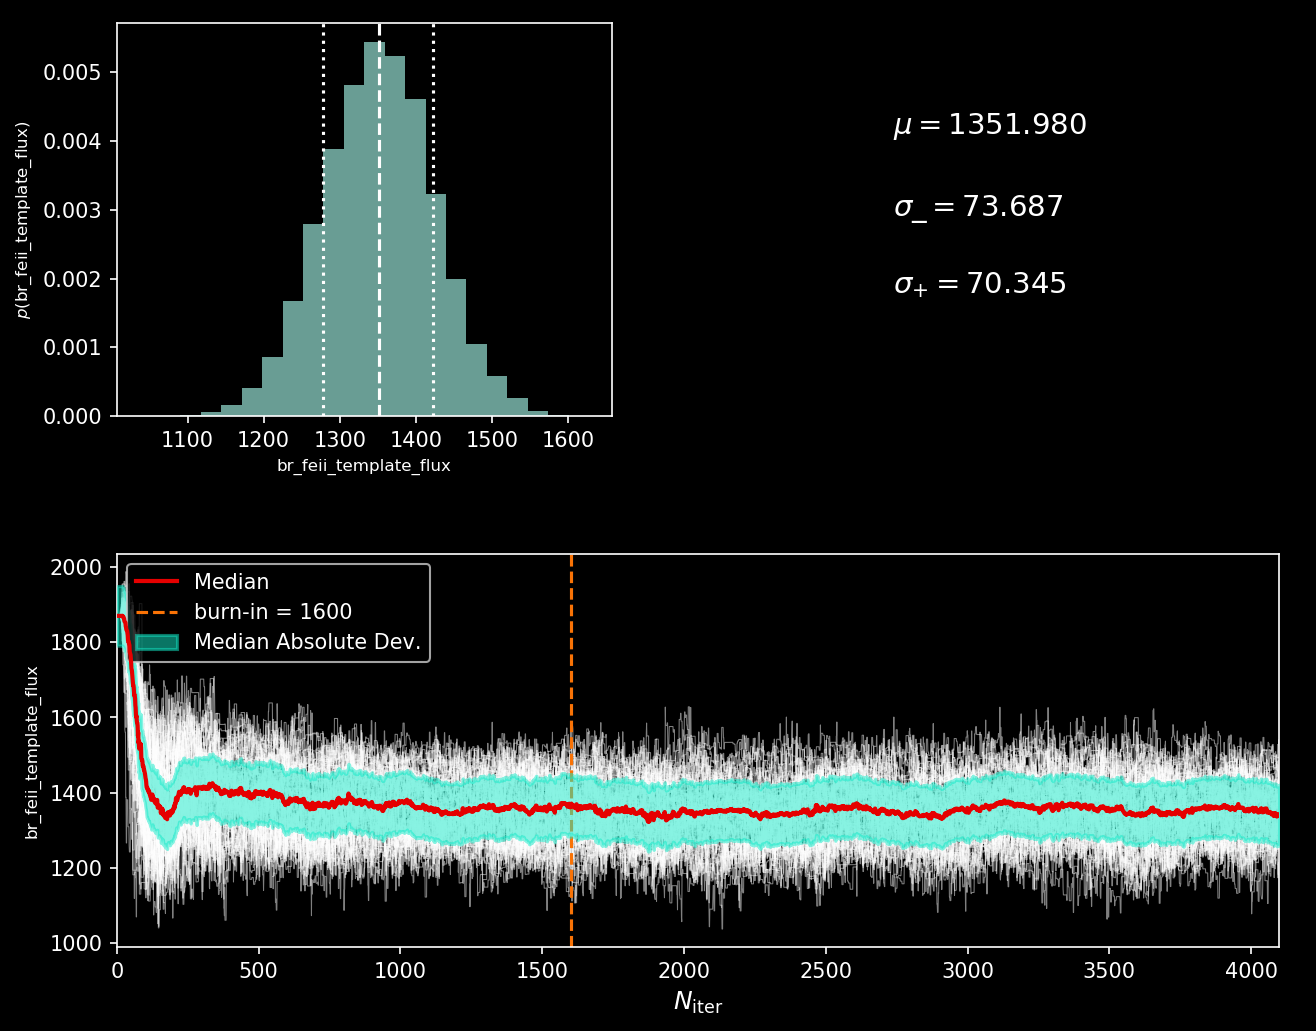 0.005
0.004
0.003
0.002
0.001
0.000
p(br_feii_template_flux)
1100 1200 1300 1400 1500 1600
br_feii_template_flux
μ = 1351.980
σ_ = 73.687
σ+ = 70.345
2000
1800
1600
1400
1200
1000
br_feii_template_flux
Median
burn-in = 1600
Median Absolute Dev.
0 500 1000 1500 2000 2500 3000 3500 4000
Niter